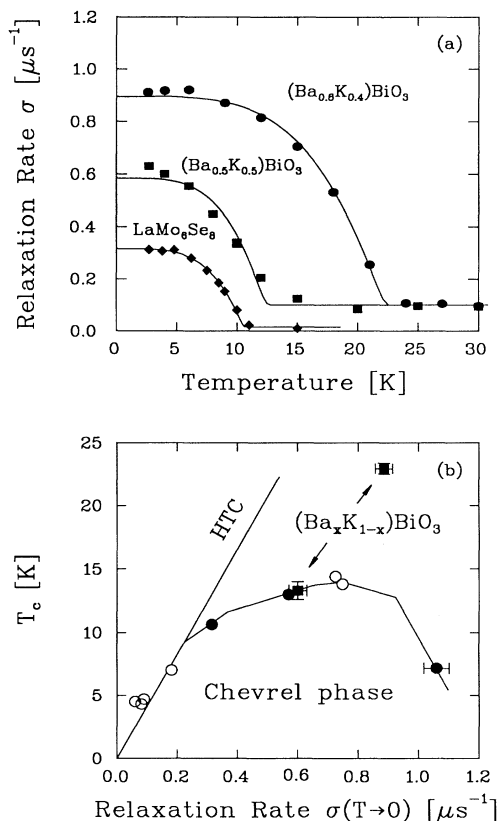 Relaxation Rate σ [μs⁻¹]
1.2
1.0
0.8
0.6
0.4
0.2
0.0
(a)
(Ba₀.₆K₀.₄)BiO₃
(Ba₀.₅K₀.₅)BiO₃
LaMo₆Se₈
0 5 10 15 20 25 30
Temperature [K]
T_c [K]
25
20
15
10
5
0
(b)
HTC
(BaₓK₁₋ₓ)BiO₃
Chevrel phase
0.0 0.2 0.4 0.6 0.8 1.0 1.2
Relaxation Rate σ(T→0) [μs⁻¹]